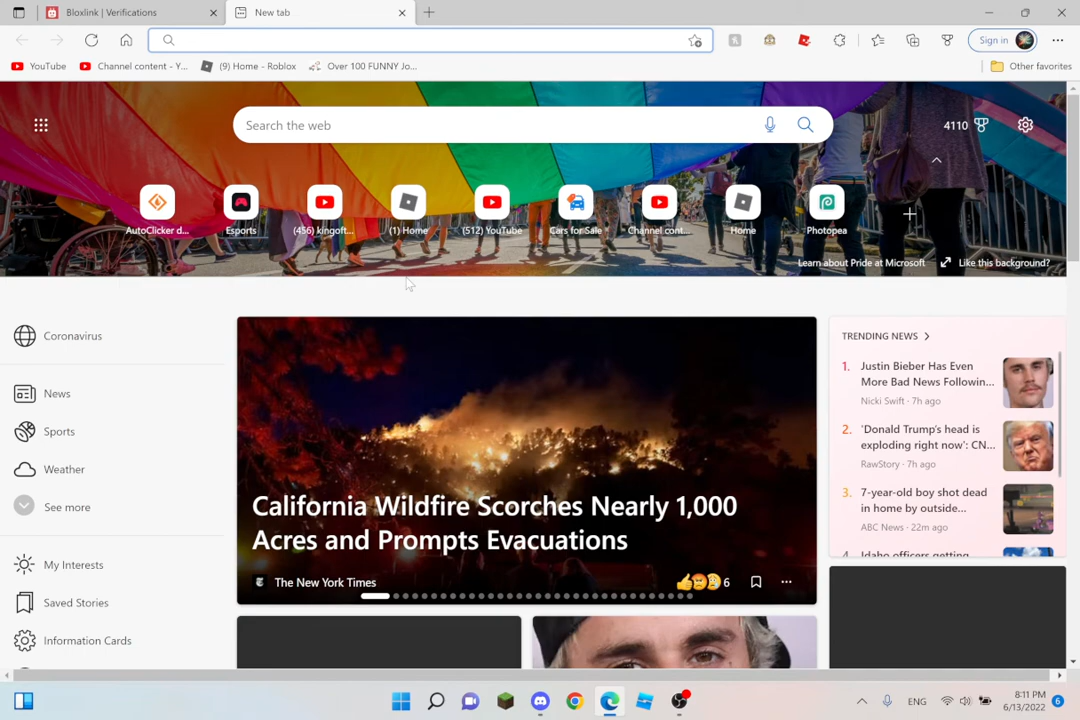 Bloxlink | Verifications
New tab
Sign in
YouTube
Channel content - Y...
(9) Home - Roblox
Over 100 FUNNY Jo...
Other favorites
Search the web
4110
AutoClicker d...
Esports
(456) kingoft...
(1) Home
(512) YouTube
Cars for Sale
Channel cont...
Home
Photopea
Learn about Pride at Microsoft
Like this background?
Coronavirus
News
Sports
Weather
See more
My Interests
Saved Stories
Information Cards
California Wildfire Scorches Nearly 1,000
Acres and Prompts Evacuations
The New York Times
6
TRENDING NEWS
1. Justin Bieber Has Even
More Bad News Followin...
Nicki Swift · 7h ago
2. 'Donald Trump's head is
exploding right now': CN...
RawStory · 7h ago
3. 7-year-old boy shot dead
in home by outside...
ABC News · 22m ago
4 Idaho officers getting
ENG
8:11 PM
6/13/2022
6